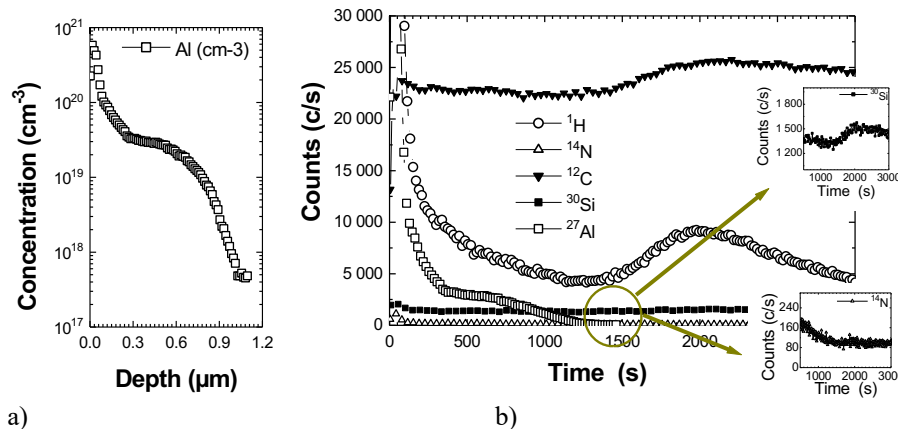 a)
10^21
10^20
10^19
10^18
10^17
Concentration (cm^-3)
Al (cm-3)
0.0 0.3 0.6 0.9 1.2
Depth (µm)
b)
30 000
25 000
20 000
15 000
10 000
5 000
0
Counts (c/s)
^1H
^14N
^12C
^30Si
^27Al
0 500 1000 1500 2000
Time (s)
^30Si
1 800
1 500
1 200
Counts (c/s)
1000 2000 3000
Time (s)
^14N
240
160
80
0
Counts (c/s)
1000 2000 300
Time (s)